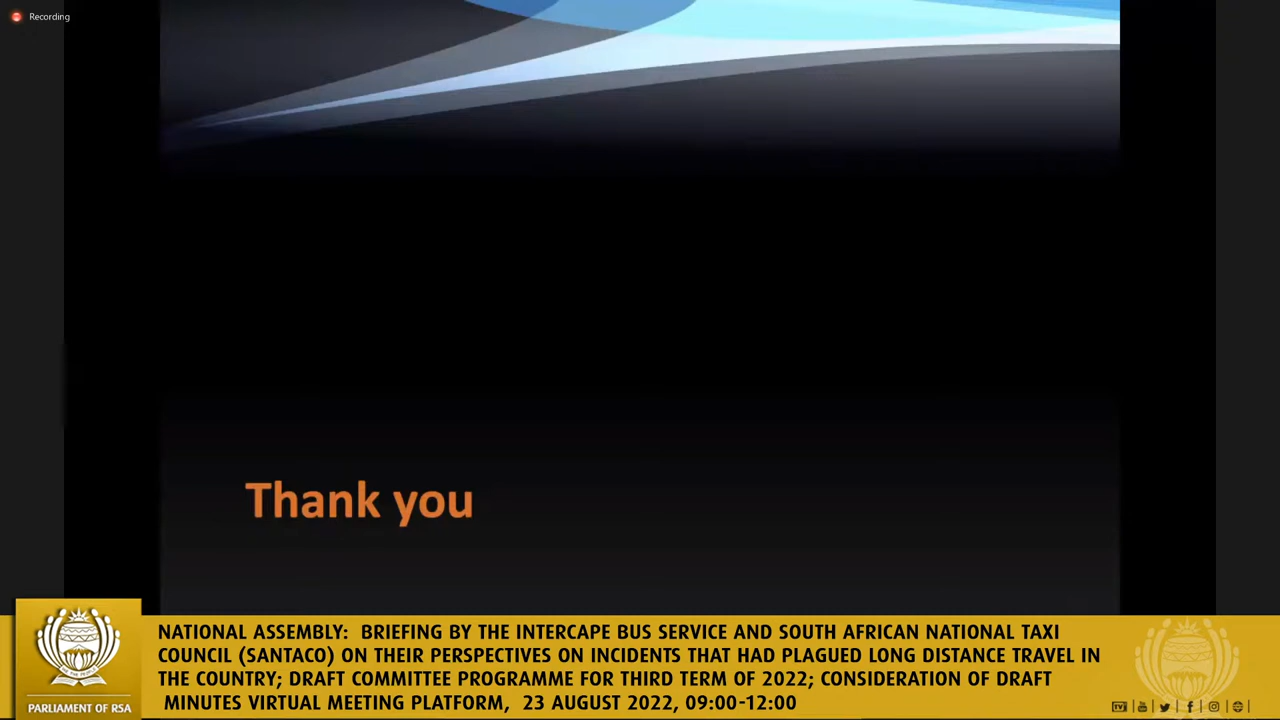 Recording
Thank you
NATIONAL ASSEMBLY: BRIEFING BY THE INTERCAPE BUS SERVICE AND SOUTH AFRICAN NATIONAL TAXI
COUNCIL (SANTACO) ON THEIR PERSPECTIVES ON INCIDENTS THAT HAD PLAGUED LONG DISTANCE TRAVEL IN
THE COUNTRY; DRAFT COMMITTEE PROGRAMME FOR THIRD TERM OF 2022; CONSIDERATION OF DRAFT
MINUTES VIRTUAL MEETING PLATFORM, 23 AUGUST 2022, 09:00-12:00
PARLIAMENT OF RSA